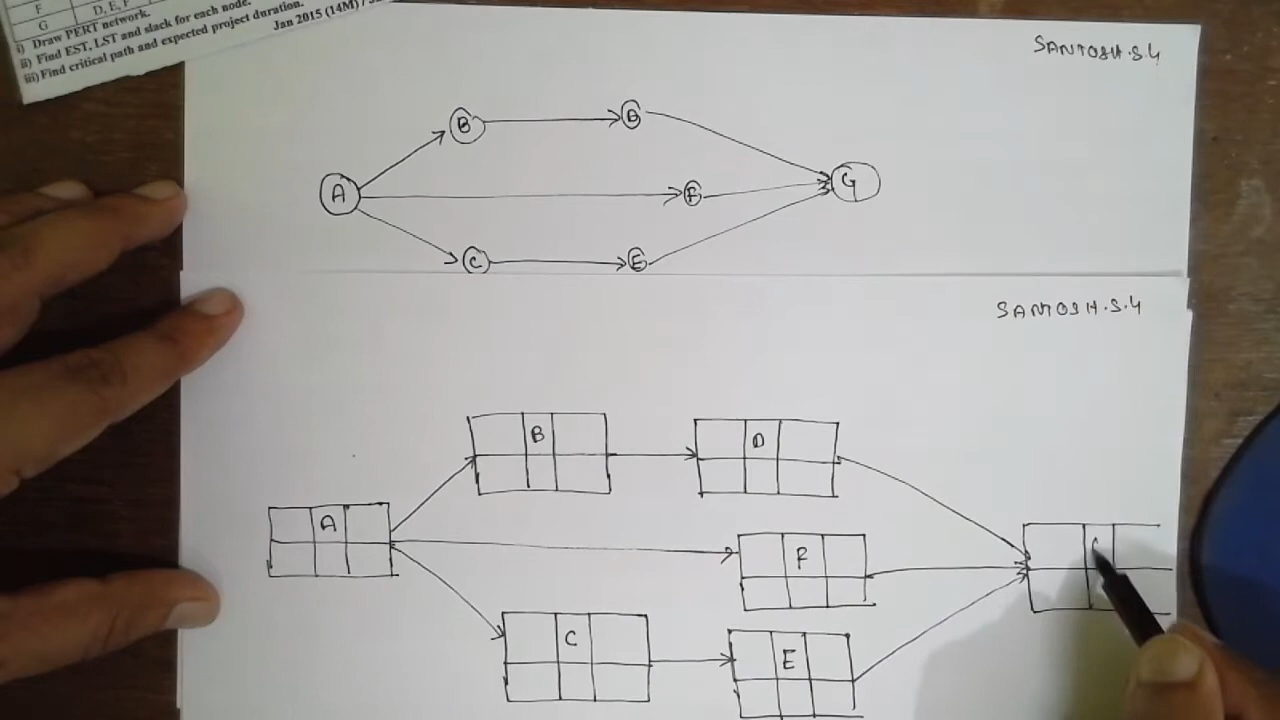 F
G D, E, F
i) Draw PERT network.
ii) Find EST, LST and slack for each node.
iii) Find critical path and expected project duration.
Jan 2015 (14M) /
SANTOSH.S.4
B B
A F G
C E
SANTOSH.S.4
B D
A F
C E